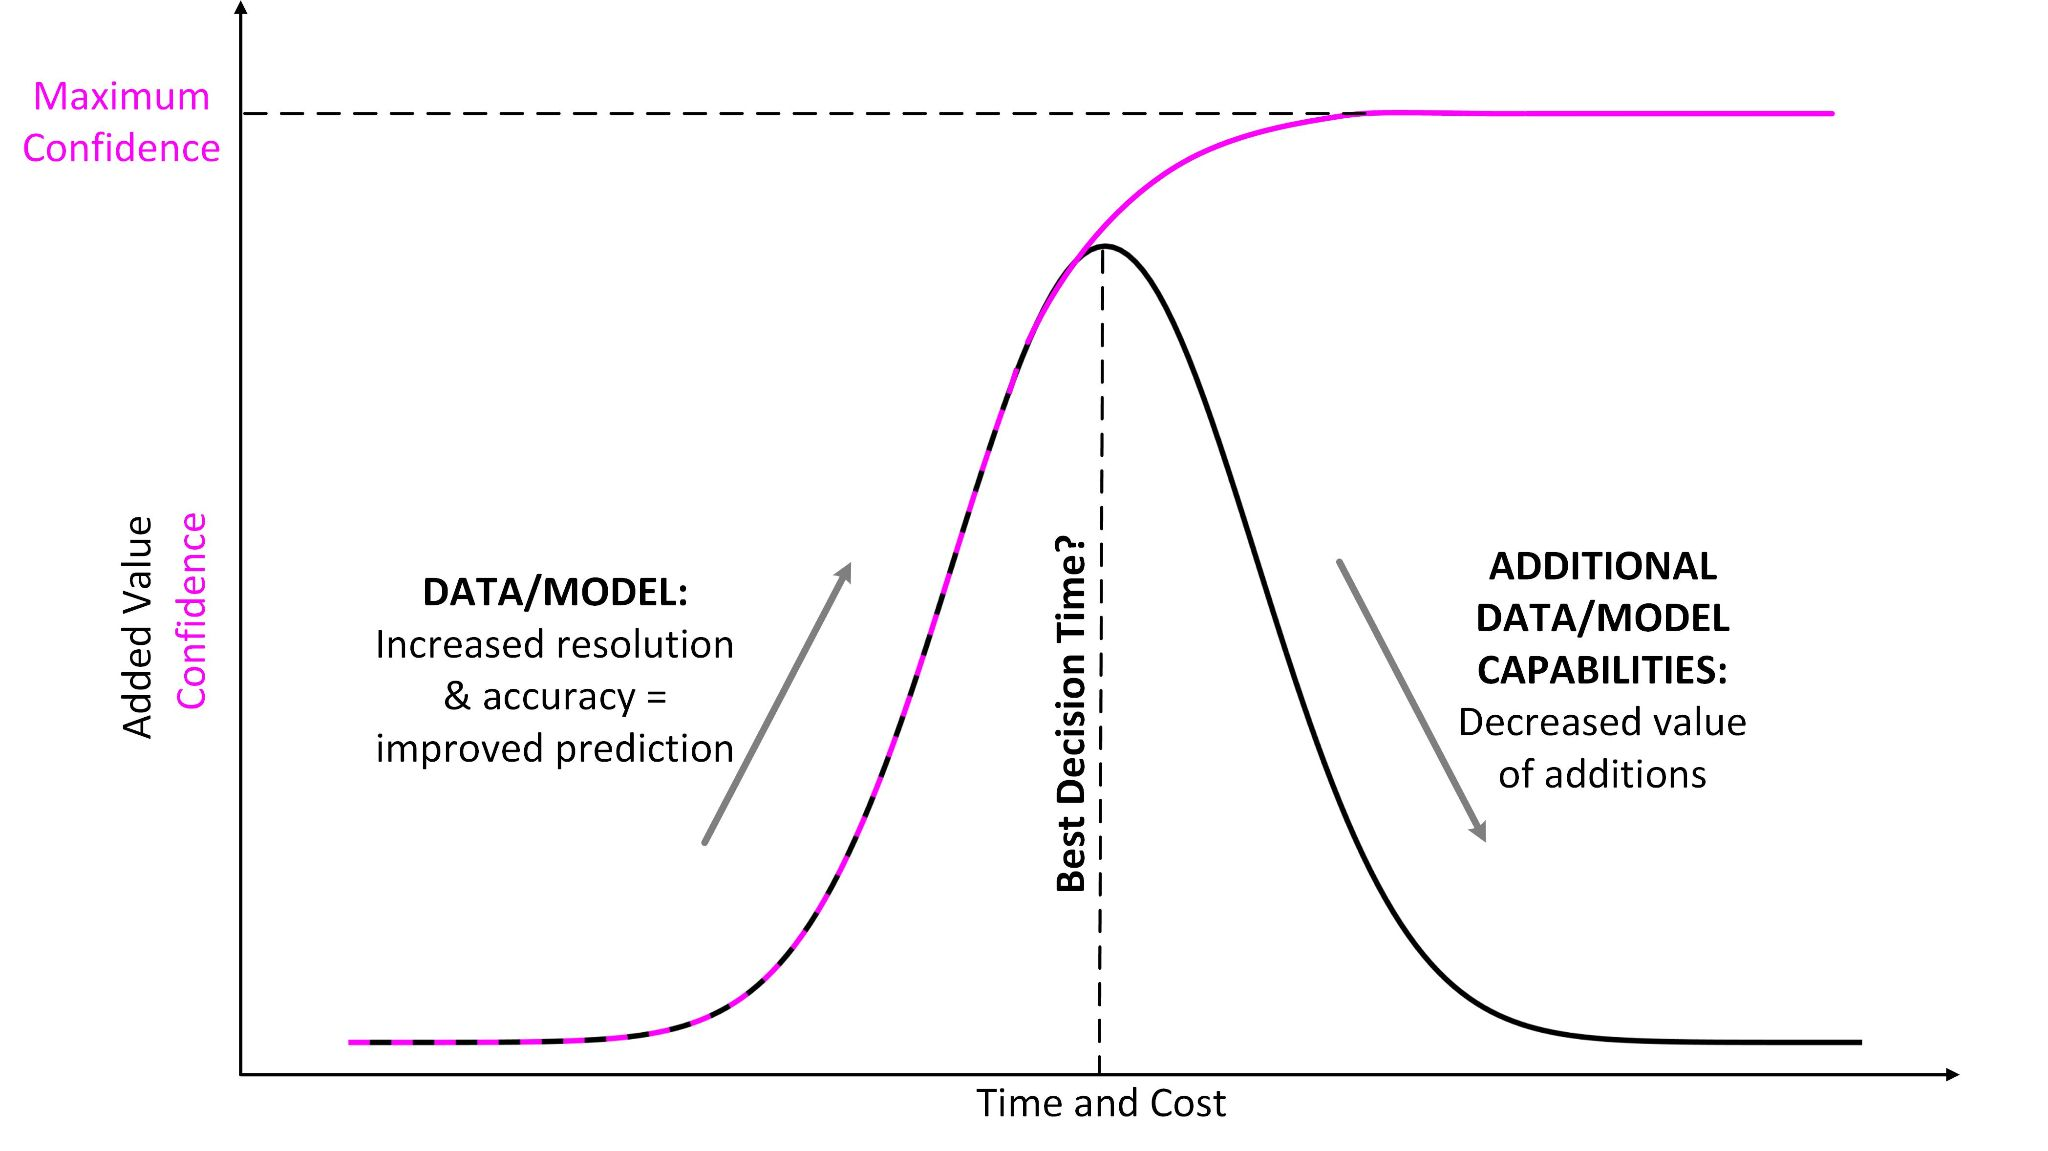 Maximum
Confidence
Added Value
Confidence
DATA/MODEL:
Increased resolution
& accuracy =
improved prediction
Best Decision Time?
ADDITIONAL
DATA/MODEL
CAPABILITIES:
Decreased value
of additions
Time and Cost